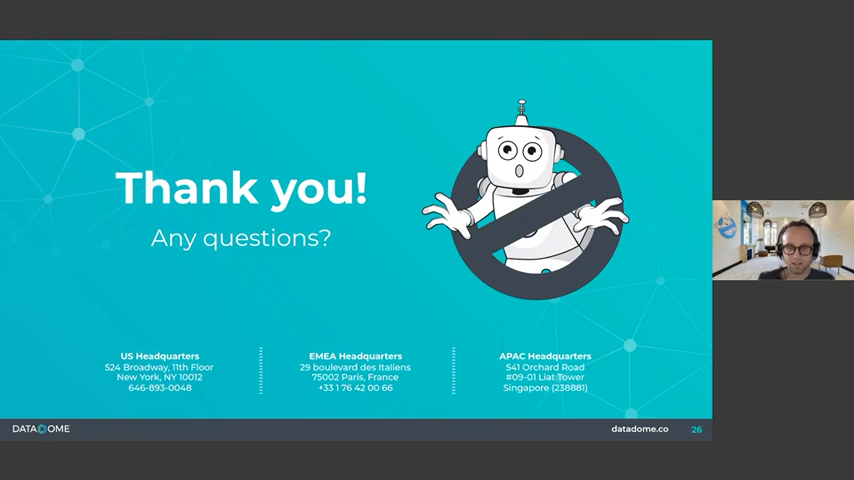 Thank you!
Any questions?
US Headquarters
524 Broadway, 11th Floor
New York, NY 10012
646-893-0048
EMEA Headquarters
29 boulevard des Italiens
75002 Paris, France
+33 1 76 42 00 66
APAC Headquarters
541 Orchard Road
#09-01 Liat Tower
Singapore (238881)
DATADOME
datadome.co
26